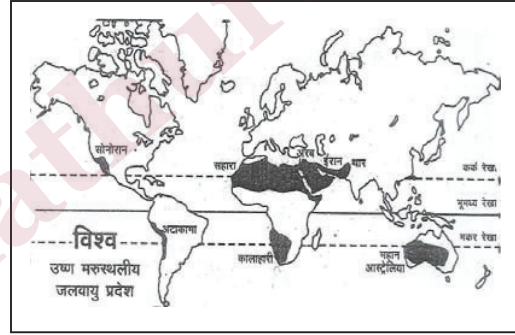 सोनोरान
सहारा
अरब
ईरान
थार
कर्क रेखा
भूमध्य रेखा
अटाकामा
मकर रेखा
विश्व
उष्ण मरुस्थलीय
जलवायु प्रदेश
कालाहारी
महान
आस्ट्रेलिया